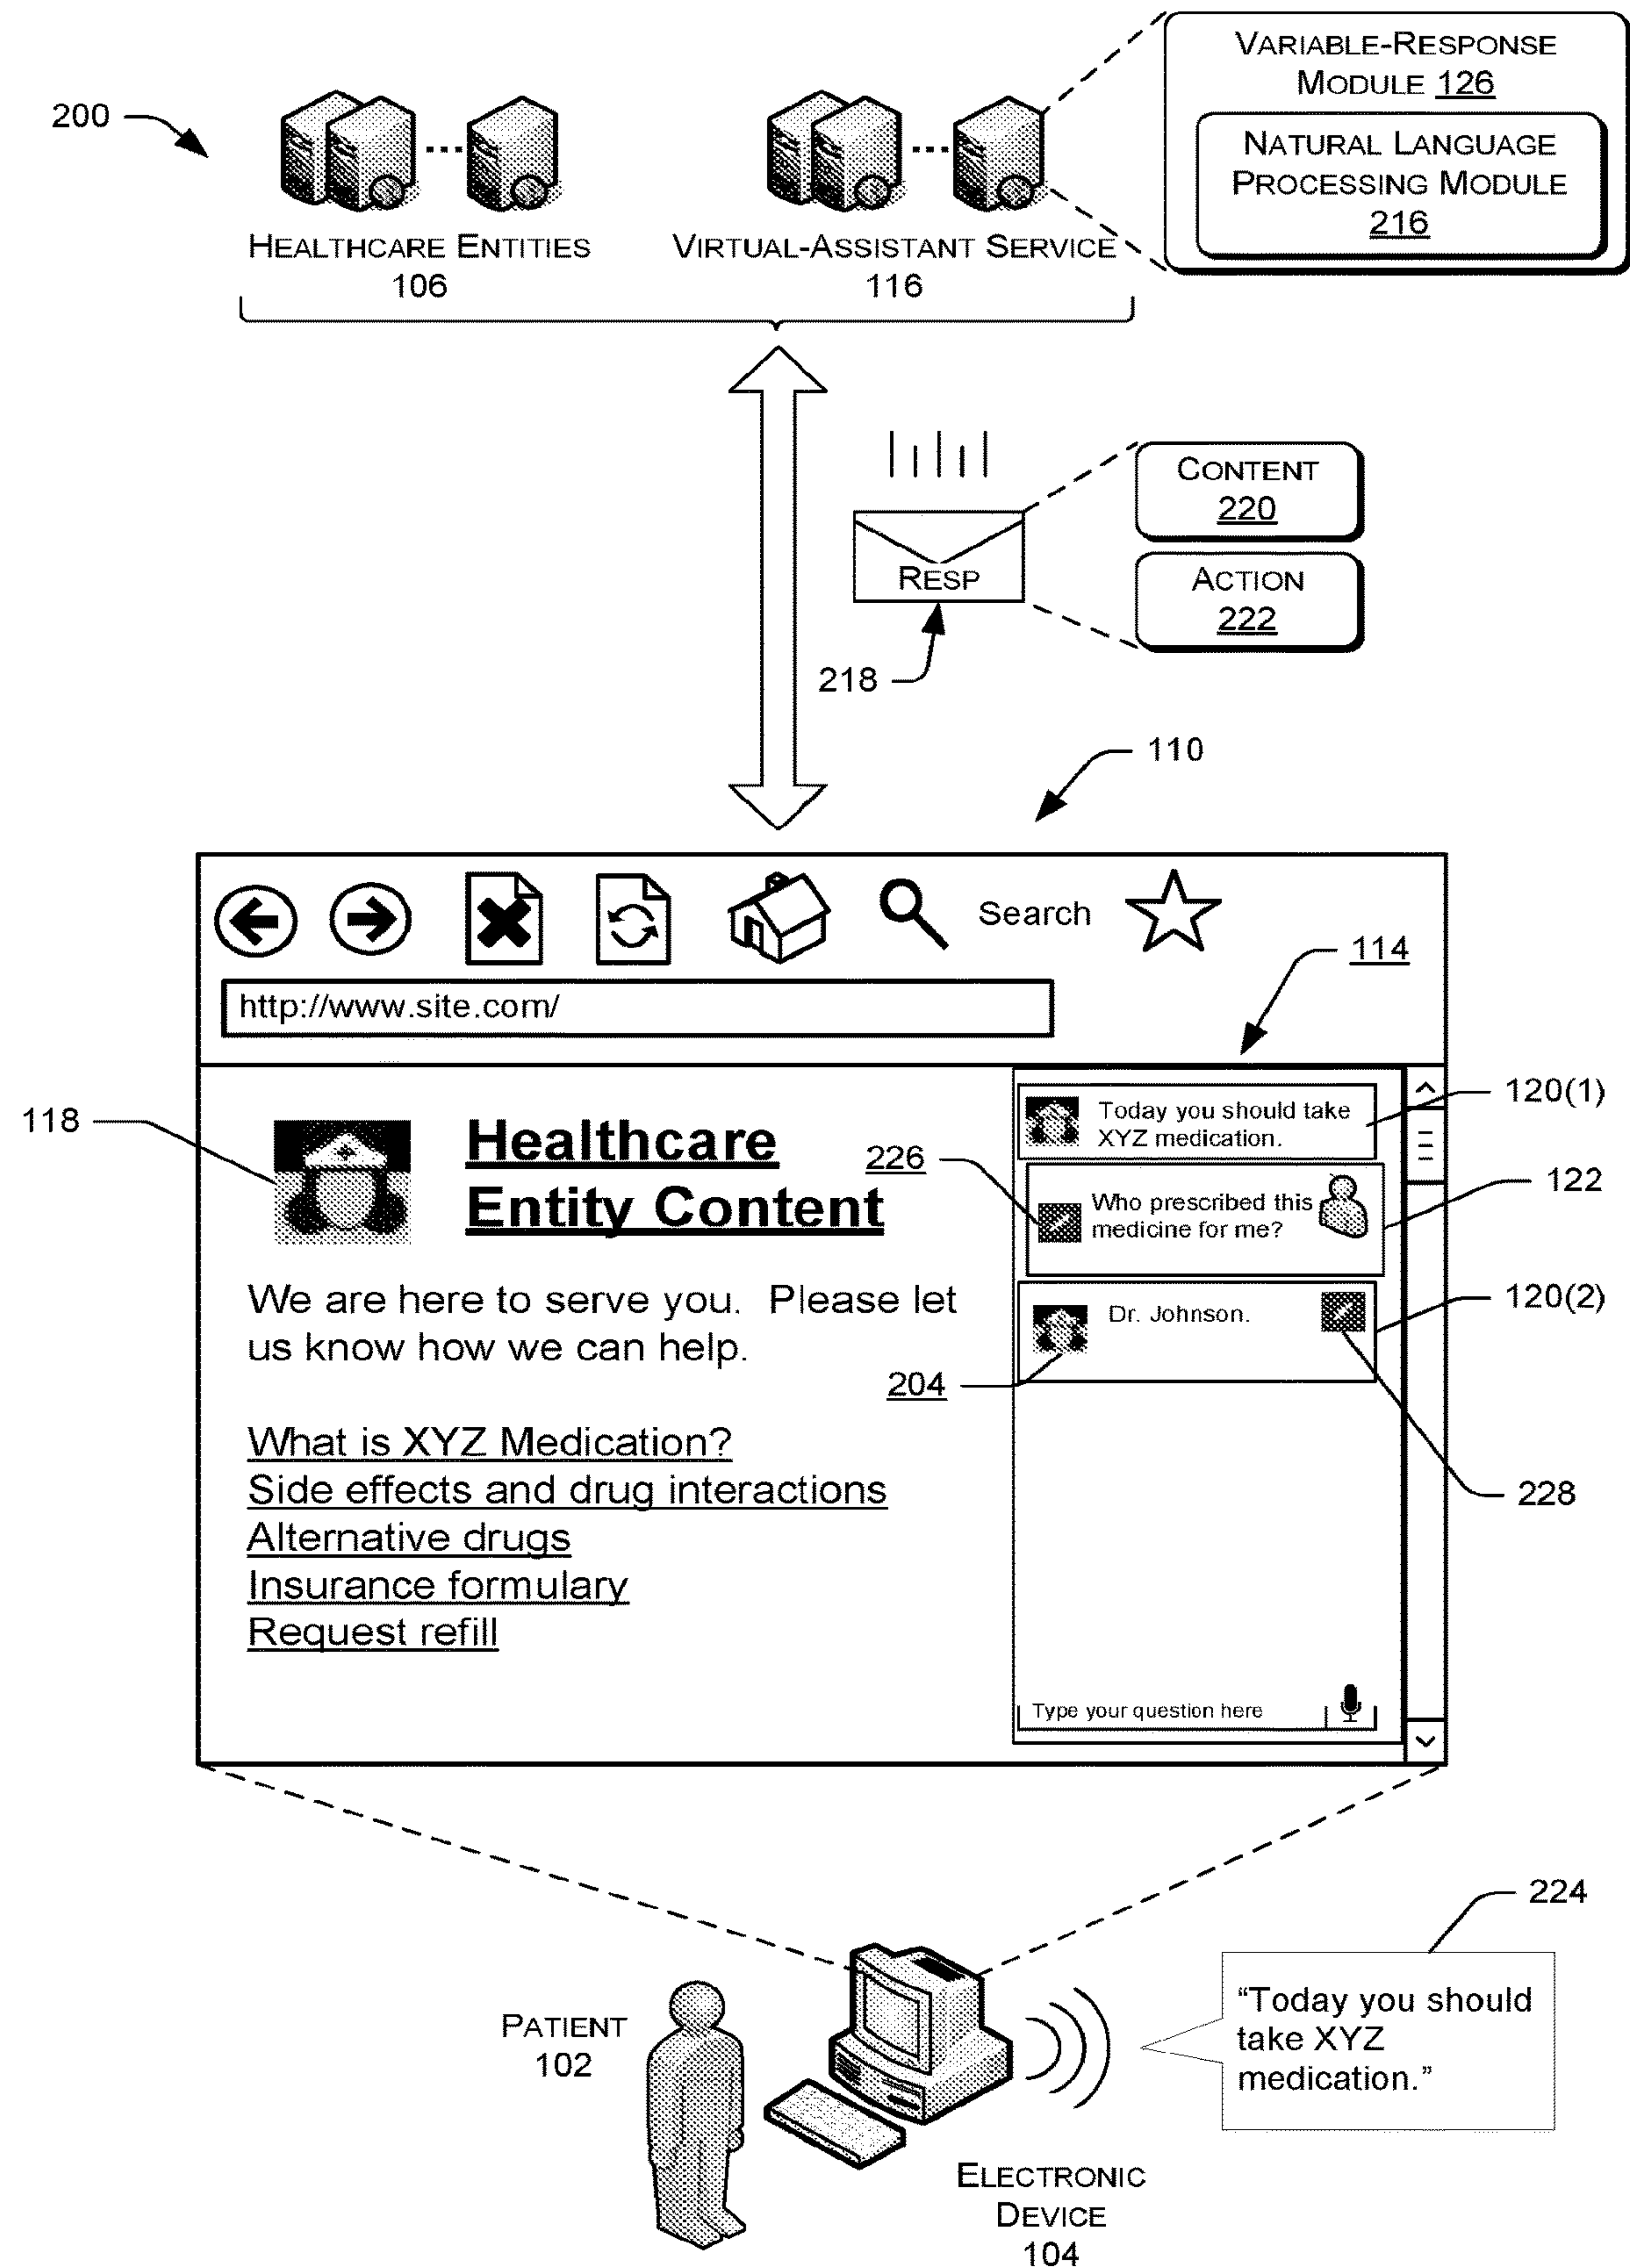 VARIABLE-RESPONSE
MODULE 126
NATURAL LANGUAGE
PROCESSING MODULE
216
200
HEALTHCARE ENTITIES
106
VIRTUAL-ASSISTANT SERVICE
116
CONTENT
220
RESP
ACTION
222
218
110
Search
114
http://www.site.com/
118
Healthcare
Entity Content
We are here to serve you. Please let
us know how we can help.
What is XYZ Medication?
Side effects and drug interactions
Alternative drugs
Insurance formulary
Request refill
Today you should take
XYZ medication.
120(1)
226
Who prescribed this
medicine for me?
122
Dr. Johnson.
120(2)
204
228
Type your question here
224
"Today you should
take XYZ
medication."
PATIENT
102
ELECTRONIC
DEVICE
104